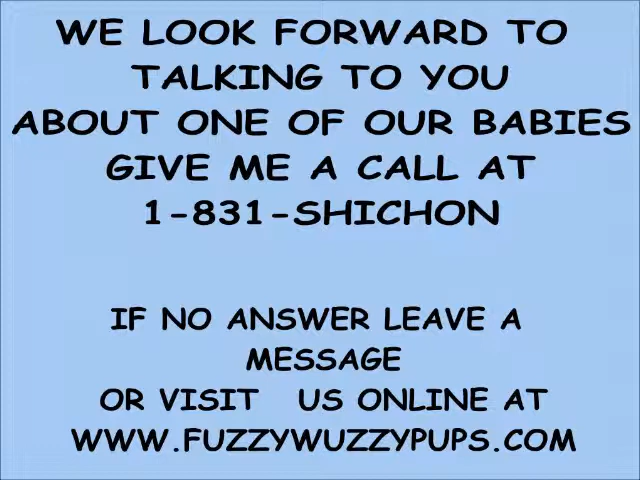 WE LOOK FORWARD TO
TALKING TO YOU
ABOUT ONE OF OUR BABIES
GIVE ME A CALL AT
1-831-SHICHON
IF NO ANSWER LEAVE A
MESSAGE
OR VISIT US ONLINE AT
WWW.FUZZYWUZZYPUPS.COM